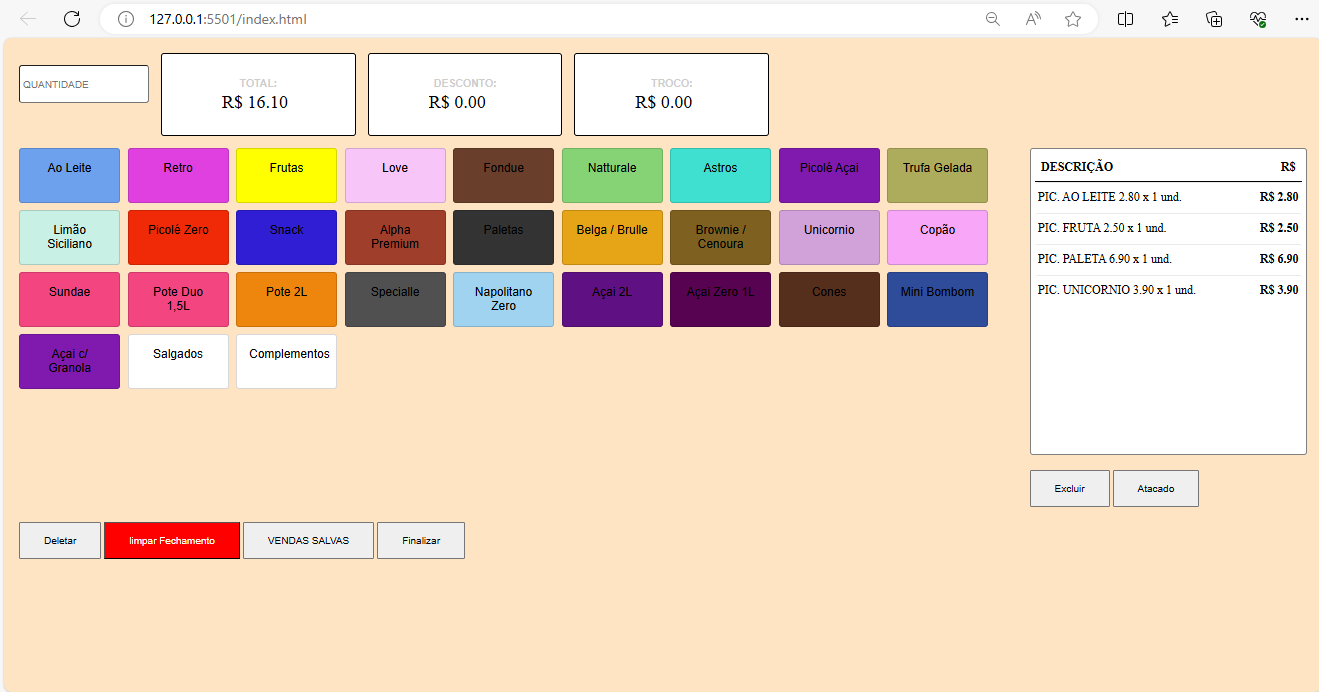 127.0.0.1:5501/index.html
QUANTIDADE
TOTAL:
R$ 16.10
DESCONTO:
R$ 0.00
TROCO:
R$ 0.00
Ao Leite
Retro
Frutas
Love
Fondue
Natturale
Astros
Picolé Açai
Trufa Gelada
Limão
Siciliano
Picolé Zero
Snack
Alpha
Premium
Paletas
Belga / Brulle
Brownie /
Cenoura
Unicornio
Copão
Sundae
Pote Duo
1,5L
Pote 2L
Specialle
Napolitano
Zero
Açai 2L
Açai Zero 1L
Cones
Mini Bombom
Açai c/
Granola
Salgados
Complementos
DESCRIÇÃO R$
PIC. AO LEITE 2.80 x 1 und. R$ 2.80
PIC. FRUTA 2.50 x 1 und. R$ 2.50
PIC. PALETA 6.90 x 1 und. R$ 6.90
PIC. UNICORNIO 3.90 x 1 und. R$ 3.90
Excluir
Atacado
Deletar
limpar Fechamento
VENDAS SALVAS
Finalizar